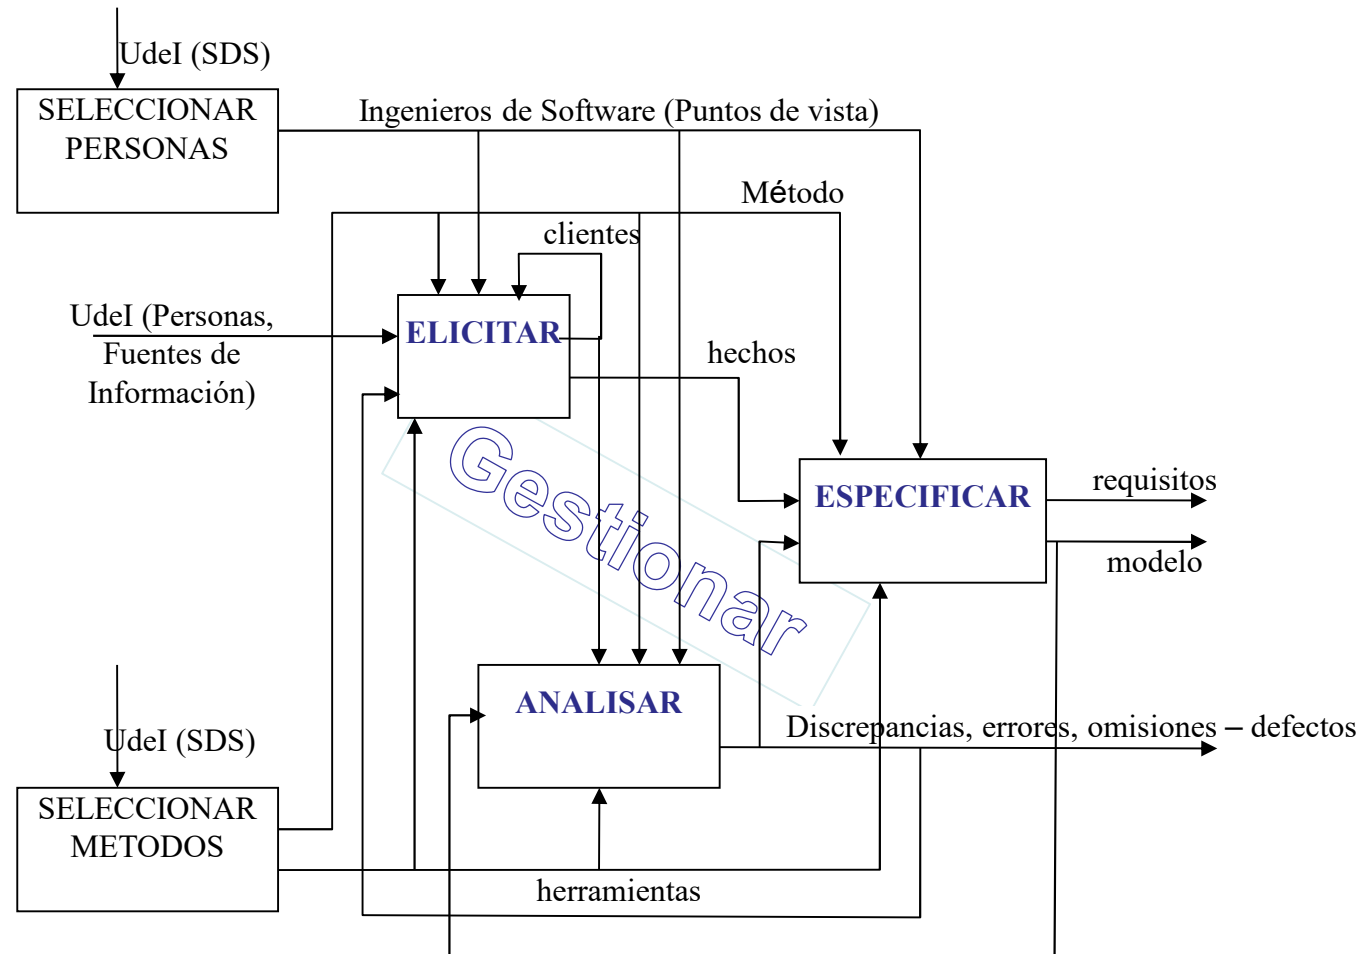 UdeI (SDS)
SELECCIONAR
PERSONAS
Ingenieros de Software (Puntos de vista)
Método
clientes
UdeI (Personas,
Fuentes de
Información)
ELICITAR
hechos
Gestionar
ESPECIFICAR
requisitos
modelo
ANALISAR
Discrepancias, errores, omisiones – defectos
UdeI (SDS)
SELECCIONAR
METODOS
herramientas